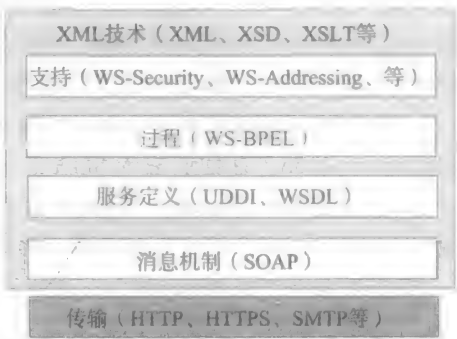 XML技术（XML、XSD、XSLT等）
支持（WS-Security、WS-Addressing、等）
过程（WS-BPEL）
服务定义（UDDI、WSDL）
消息机制（SOAP）
传输（HTTP、HTTPS、SMTP等）